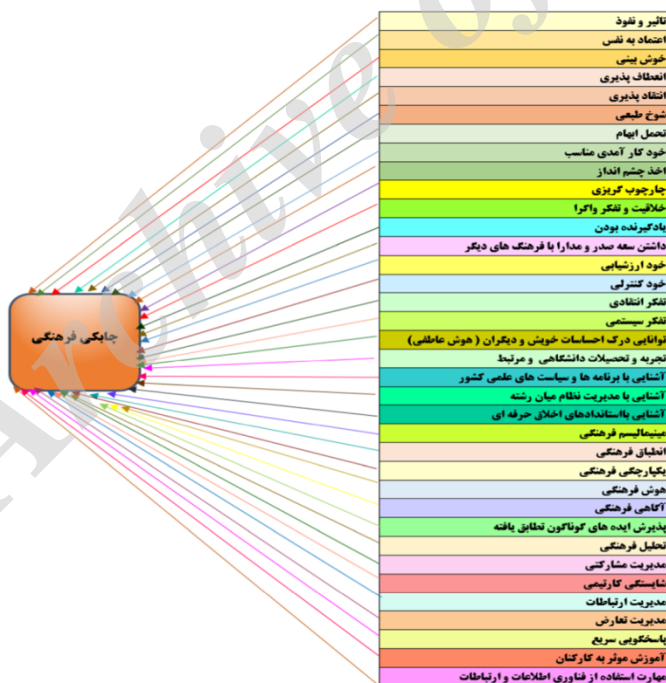 تاثیر و نفوذ
اعتماد به نفس
خوش بینی
انعطاف پذیری
انتقاد پذیری
شوخ طبعی
تحمل ابهام
خود کار آمدی مناسب
اخذ چشم انداز
چارچوب گریزی
خلاقیت و تفکر واگرا
یادگیرنده بودن
داشتن سعه صدر و مدارا با فرهنگ های دیگر
خود ارزشیابی
خود کنترلی
تفکر انتقادی
تفکر سیستمی
توانایی درک احساسات خویش و دیگران ( هوش عاطفی)
تجربه و تحصیلات دانشگاهی و مرتبط
آشنایی با برنامه ها و سیاست های علمی کشور
آشنایی با مدیریت نظام میان رشته
آشنایی بااستانداردهای اخلاق حرفه ای
مینیمالیسم فرهنگی
انطباق فرهنگی
یکپارچگی فرهنگی
هوش فرهنگی
آگاهی فرهنگی
پذیرش ایده های گوناگون تطابق یافته
تحلیل فرهنگی
مدیریت مشارکتی
شایستگی کارتیمی
مدیریت ارتباطات
مدیریت تعارض
پاسخگویی سریع
آموزش موثر به کارکنان
مهارت استفاده از فناوری اطلاعات و ارتباطات
چابکی فرهنگی
Archive of